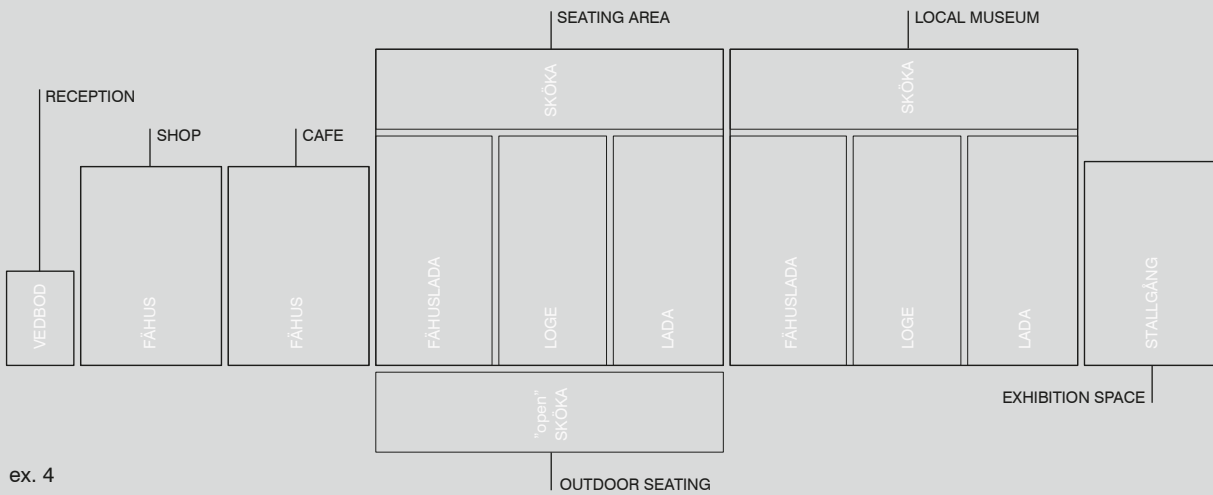 SEATING AREA
LOCAL MUSEUM
RECEPTION
SHOP
CAFE
SKÖKA
SKÖKA
VEDBOD
FÄHUS
FÄHUS
FÄHUSLADA
LOGE
LADA
FÄHUSLADA
LOGE
LADA
STALLGÅNG
EXHIBITION SPACE
"open"
SKÖKA
ex. 4
OUTDOOR SEATING